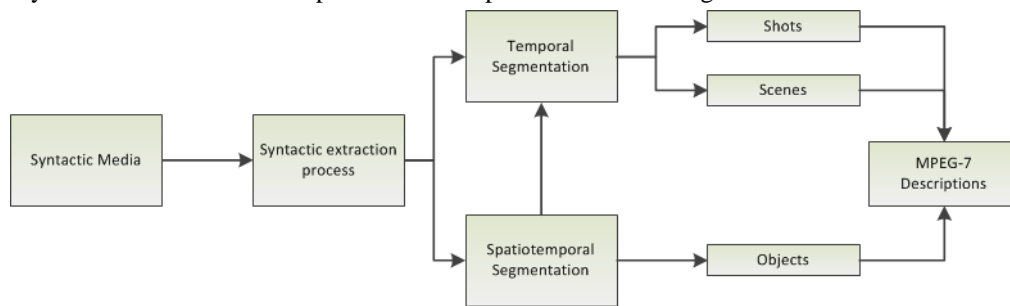 Temporal
Segmentation
Shots
Scenes
Syntactic Media
Syntactic extraction
process
MPEG-7
Descriptions
Spatiotemporal
Segmentation
Objects